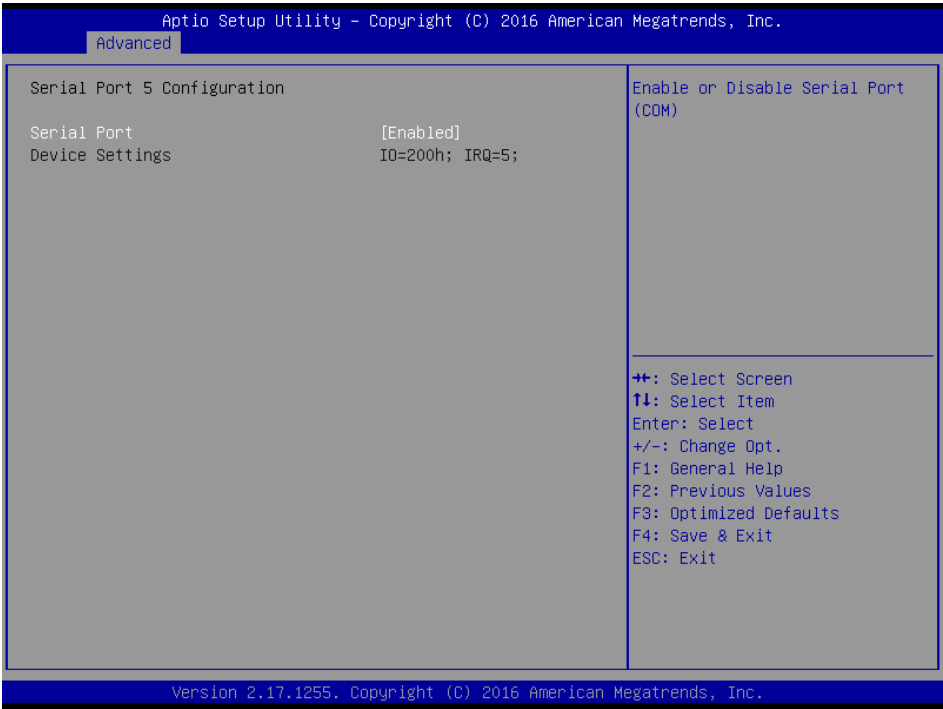 Aptio Setup Utility – Copyright (C) 2016 American Megatrends, Inc.
Advanced
Serial Port 5 Configuration
Serial Port [Enabled]
Device Settings IO=200h; IRQ=5;
Enable or Disable Serial Port
(COM)
→←: Select Screen
↑↓: Select Item
Enter: Select
+/-: Change Opt.
F1: General Help
F2: Previous Values
F3: Optimized Defaults
F4: Save & Exit
ESC: Exit
Version 2.17.1255. Copyright (C) 2016 American Megatrends, Inc.